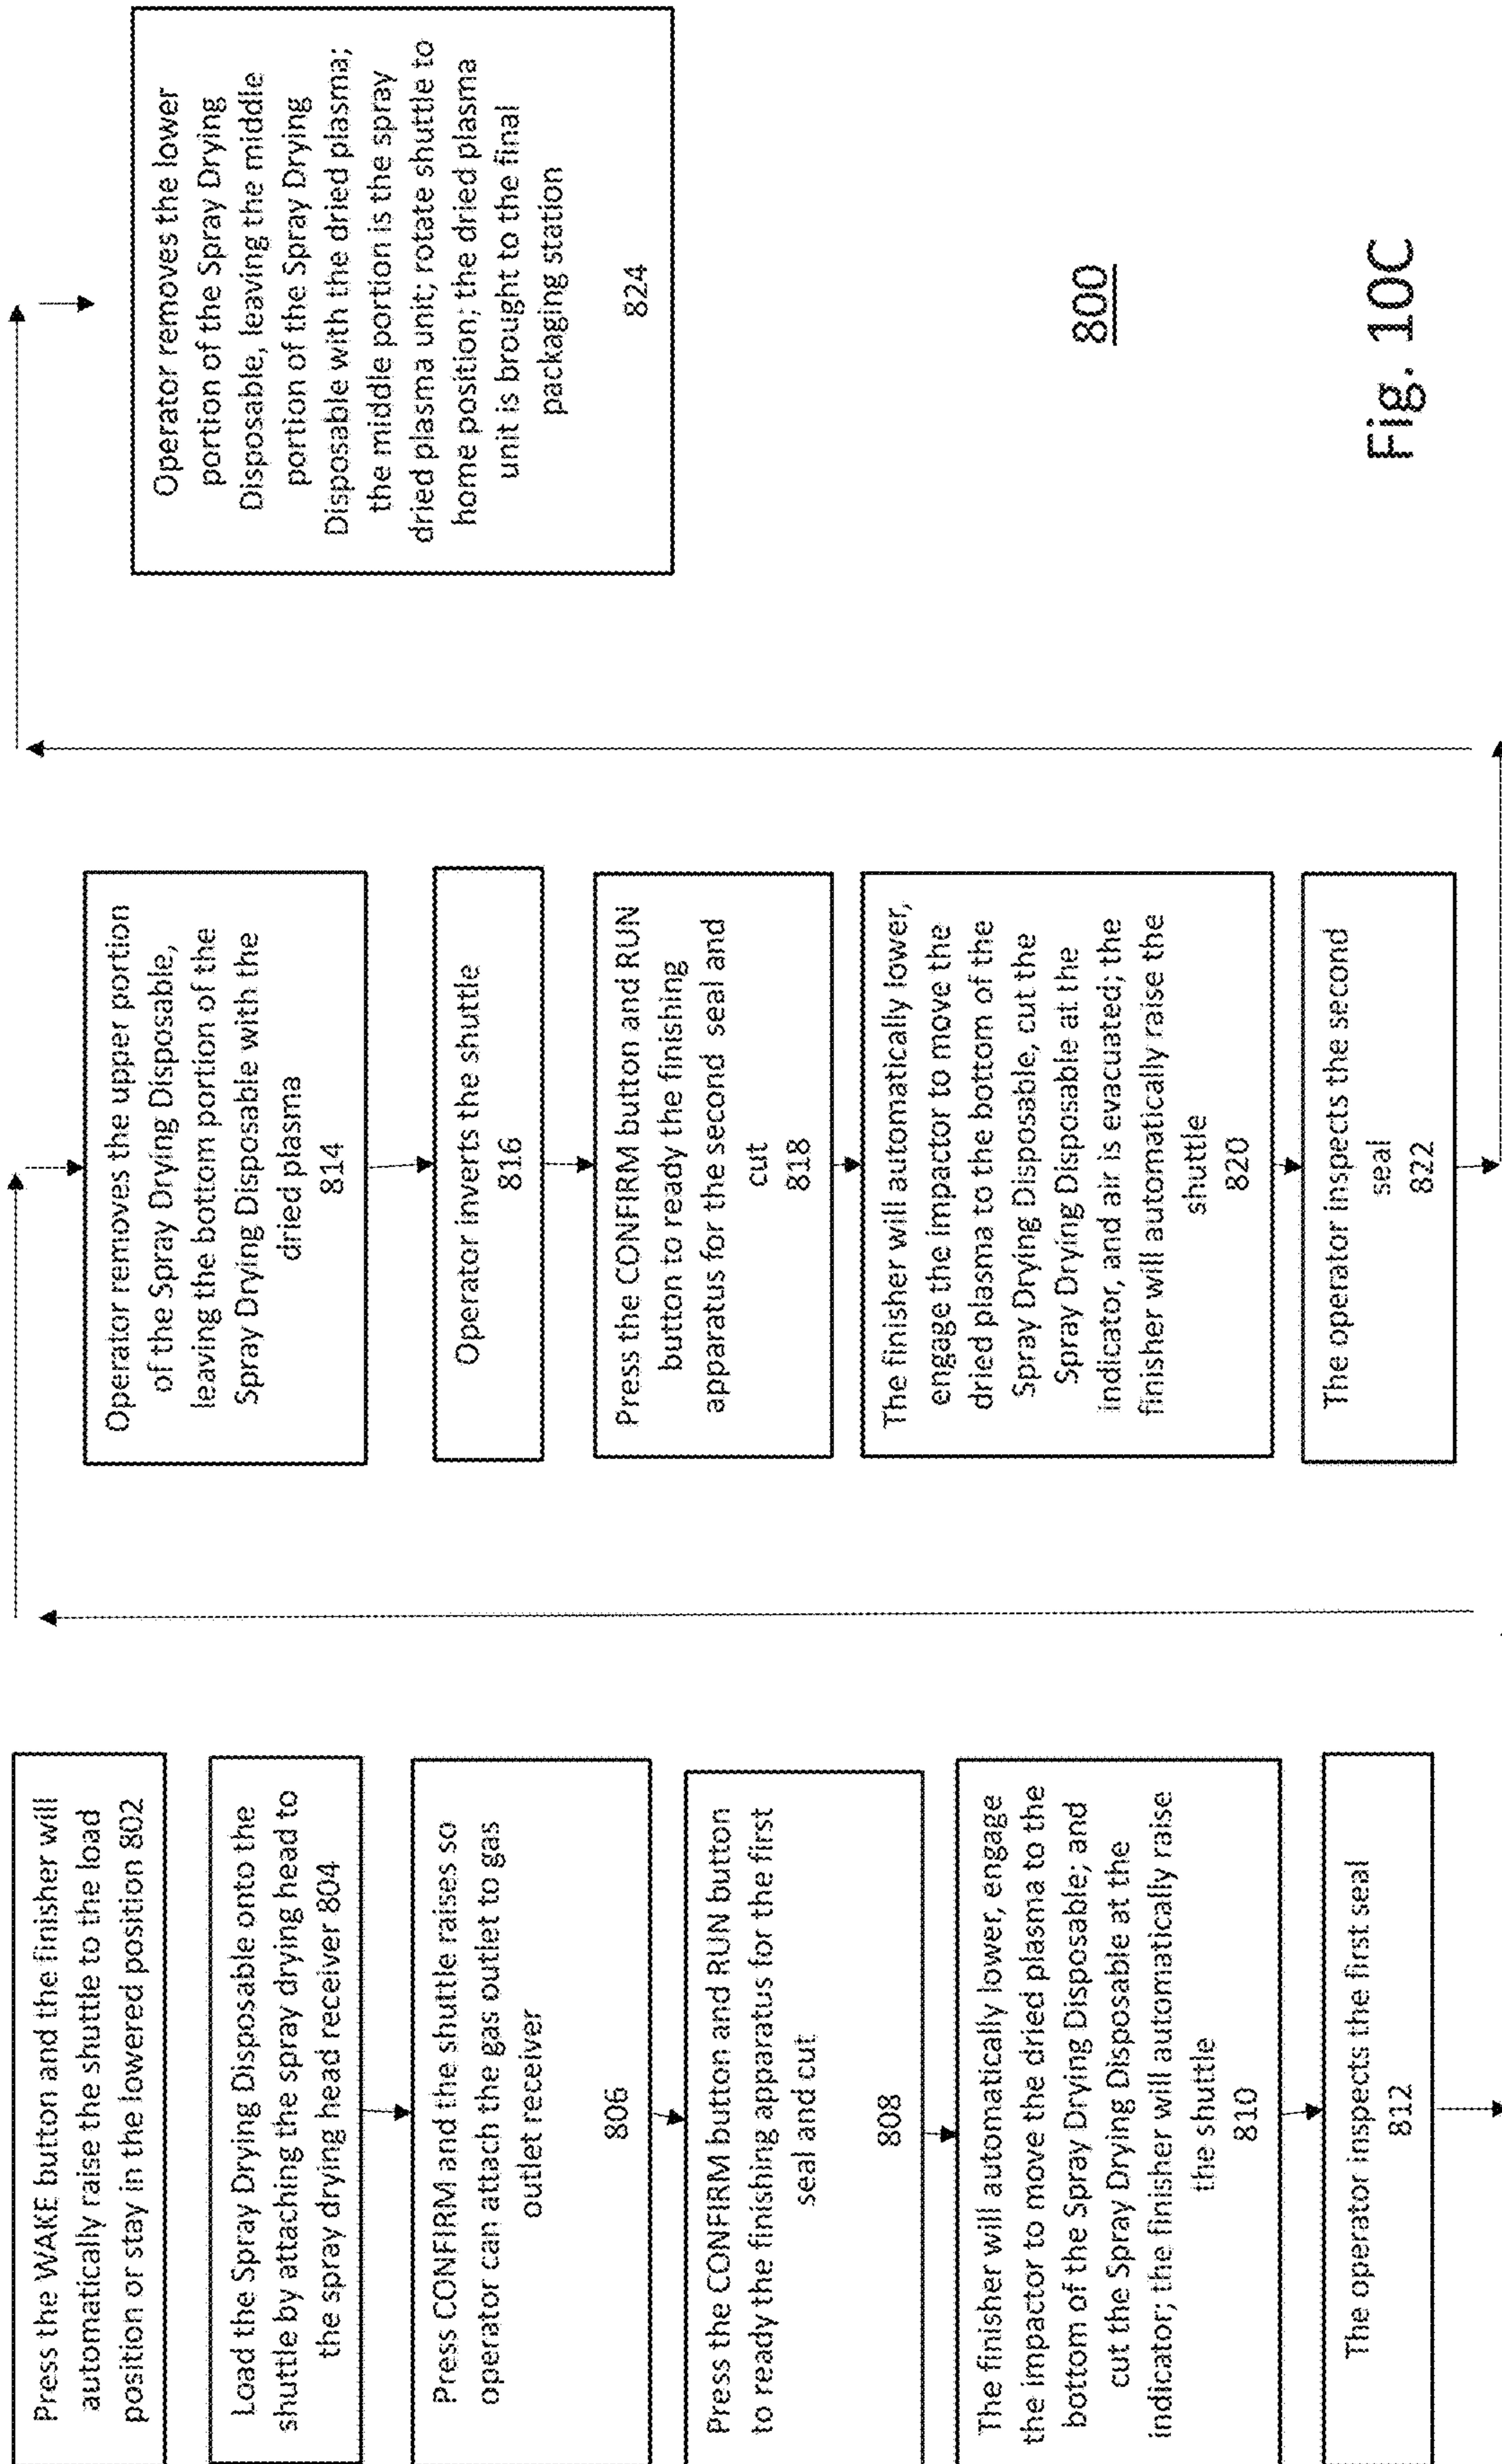 Press the WAKE button and the finisher will
automatically raise the shuttle to the load
position or stay in the lowered position 802
Load the Spray Drying Disposable onto the
shuttle by attaching the spray drying head to
the spray drying head receiver 804
Press CONFIRM and the shuttle raises so
operator can attach the gas outlet to gas
outlet receiver
806
Press the CONFIRM button and RUN button
to ready the finishing apparatus for the first
seal and cut
808
The finisher will automatically lower, engage
the impactor to move the dried plasma to the
bottom of the Spray Drying Disposable; and
cut the Spray Drying Disposable at the
indicator; the finisher will automatically raise
the shuttle
810
The operator inspects the first seal
812
Operator removes the upper portion
of the Spray Drying Disposable,
leaving the bottom portion of the
Spray Drying Disposable with the
dried plasma
814
Operator inverts the shuttle
816
Press the CONFIRM button and RUN
button to ready the finishing
apparatus for the second seal and
cut
818
The finisher will automatically lower,
engage the impactor to move the
dried plasma to the bottom of the
Spray Drying Disposable, cut the
Spray Drying Disposable at the
indicator, and air is evacuated; the
finisher will automatically raise the
shuttle
820
The operator inspects the second
seal
822
Operator removes the lower
portion of the Spray Drying
Disposable, leaving the middle
portion of the Spray Drying
Disposable with the dried plasma;
the middle portion is the spray
dried plasma unit; rotate shuttle to
home position; the dried plasma
unit is brought to the final
packaging station
824
800
Fig. 10C